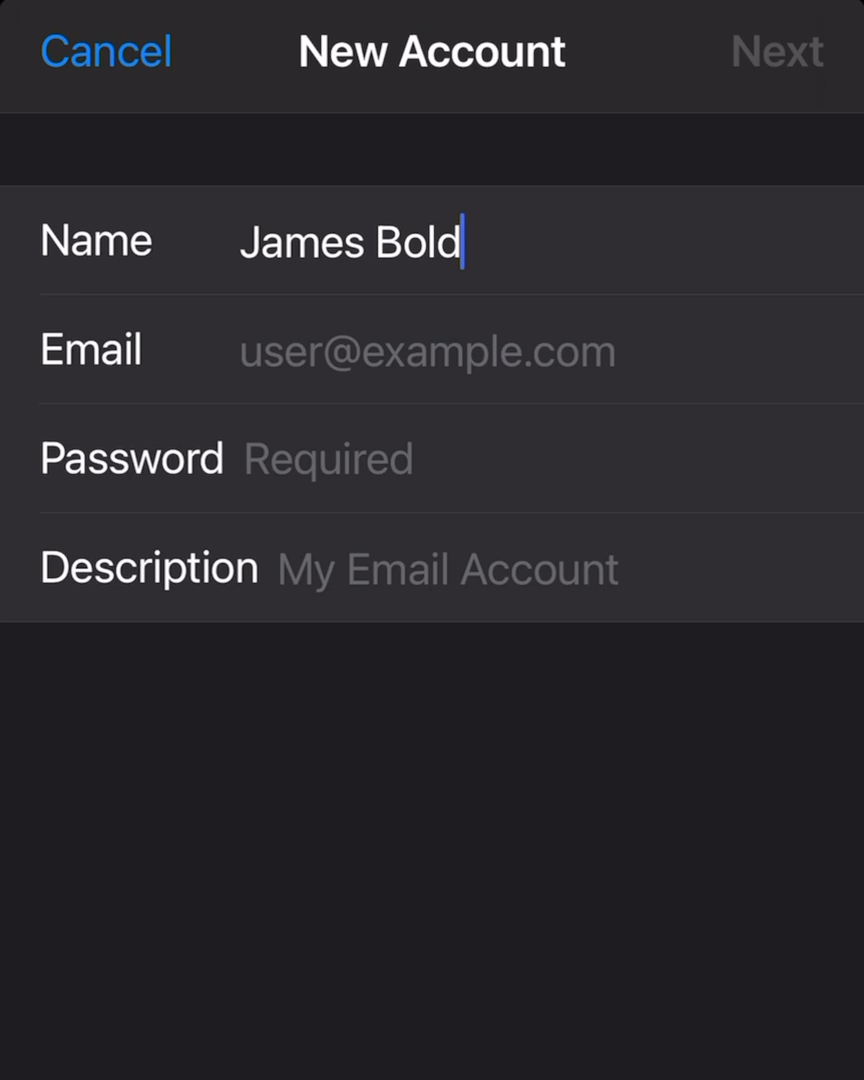 Cancel New Account Next
Name James Bold
Email user@example.com
Password Required
Description My Email Account